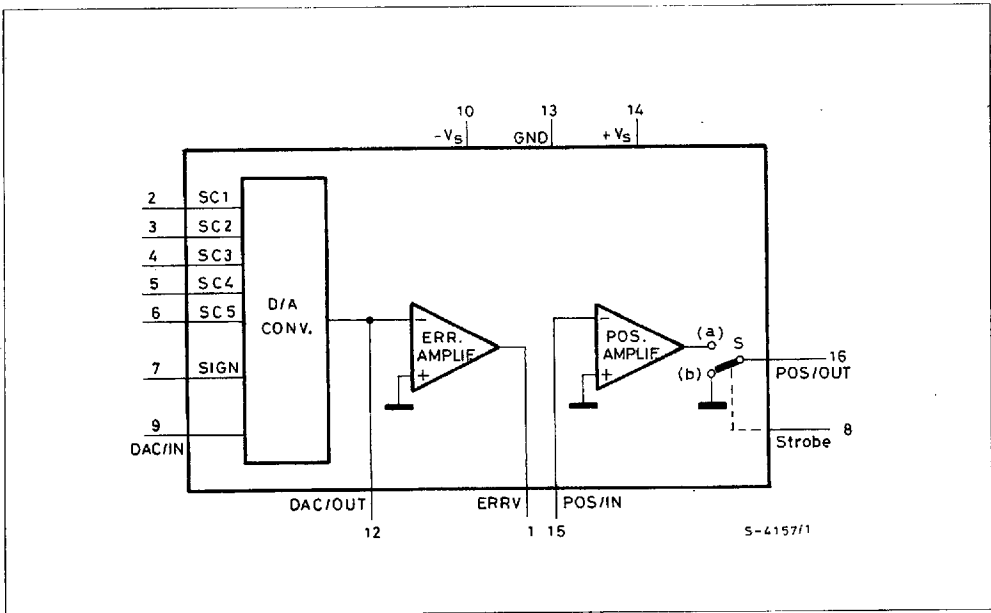 10 13 14
-Vs GND +Vs
2 SC1
3 SC2
4 SC3
5 SC4
6 SC5
7 SIGN
9
DAC/IN
D/A
CONV.
-
ERR.
AMPLIF.
+
-
POS.
AMPLIF.
+
(a)
S
(b)
16
POS/OUT
8
Strobe
DAC/OUT ERRV POS/IN
12 1 15
S-4157/1